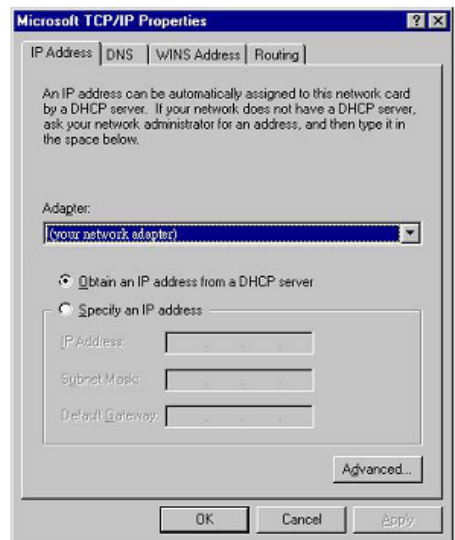 Microsoft TCP/IP Properties
IP Address DNS WINS Address Routing
An IP address can be automatically assigned to this network card
by a DHCP server. If your network does not have a DHCP server,
ask your network administrator for an address, and then type it in
the space below.
Adapter:
(your network adapter)
Obtain an IP address from a DHCP server
Specify an IP address
IP Address:
Subnet Mask:
Default Gateway:
Advanced...
OK Cancel Apply